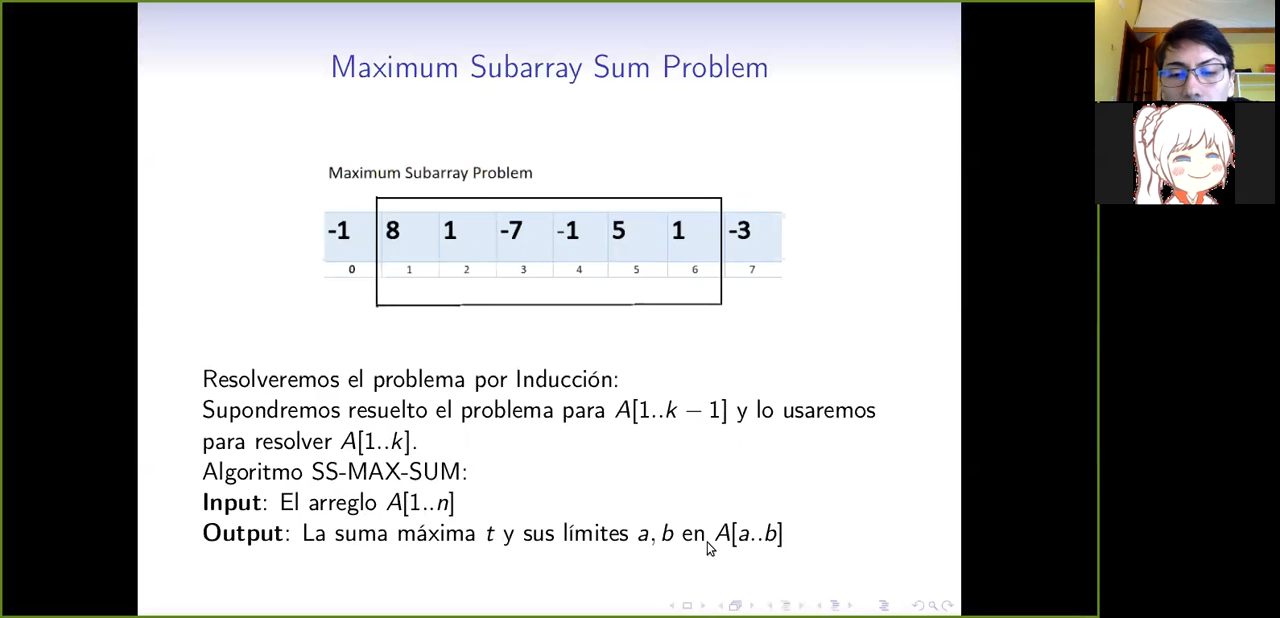 Maximum Subarray Sum Problem
Maximum Subarray Problem
-1 8 1 -7 -1 5 1 -3
0 1 2 3 4 5 6 7
Resolveremos el problema por Inducción:
Supondremos resuelto el problema para A[1..k − 1] y lo usaremos
para resolver A[1..k].
Algoritmo SS-MAX-SUM:
Input: El arreglo A[1..n]
Output: La suma máxima t y sus límites a, b en A[a..b]